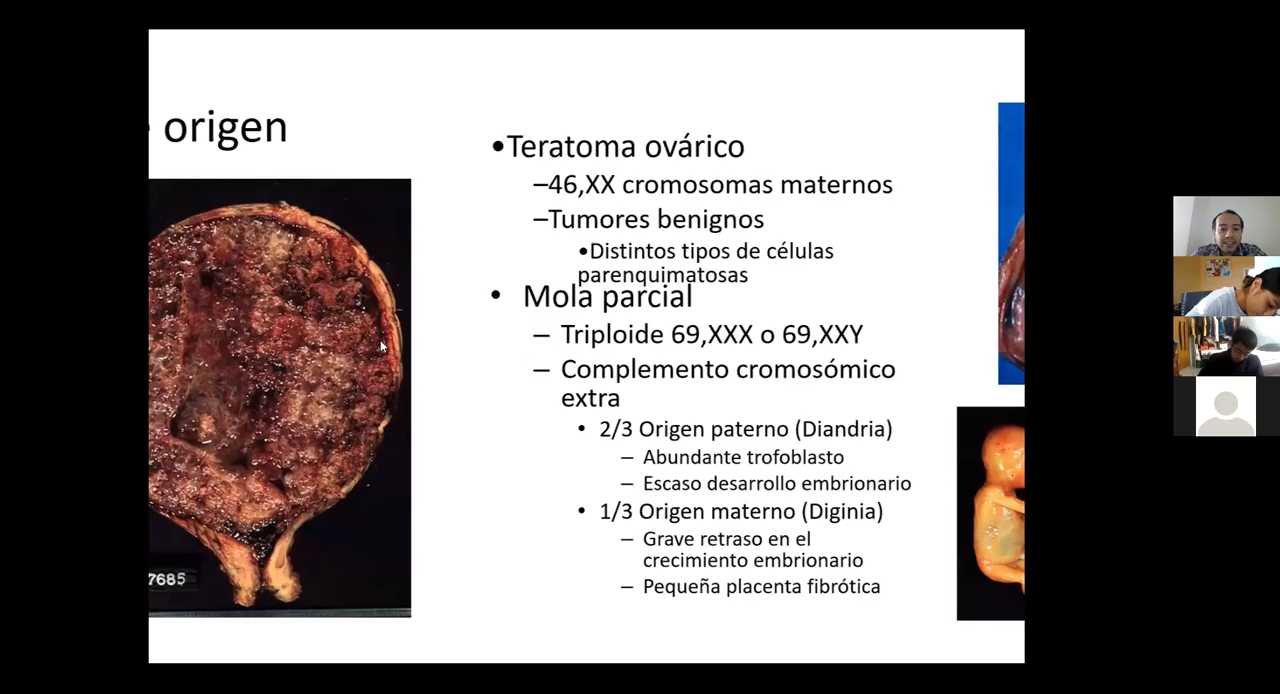 origen
•Teratoma ovárico
–46,XX cromosomas maternos
–Tumores benignos
•Distintos tipos de células
parenquimatosas
• Mola parcial
– Triploide 69,XXX o 69,XXY
– Complemento cromosómico
extra
• 2/3 Origen paterno (Diandria)
– Abundante trofoblasto
– Escaso desarrollo embrionario
• 1/3 Origen materno (Diginia)
– Grave retraso en el
crecimiento embrionario
– Pequeña placenta fibrótica
7685